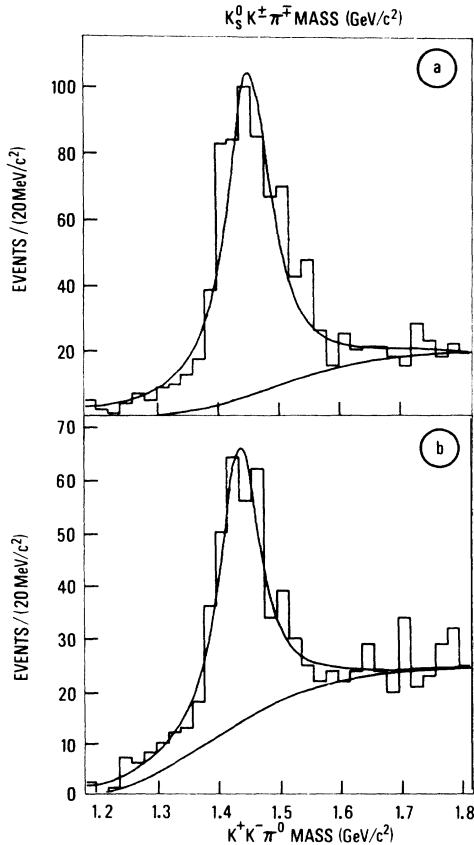 K⁰ₛ K± π∓ MASS (GeV/c²)
a
EVENTS / (20 MeV/c²)
100
80
60
40
20
b
EVENTS / (20 MeV/c²)
70
60
50
40
30
20
10
0
1.2 1.3 1.4 1.5 1.6 1.7 1.8
K⁺K⁻π⁰ MASS (GeV/c²)